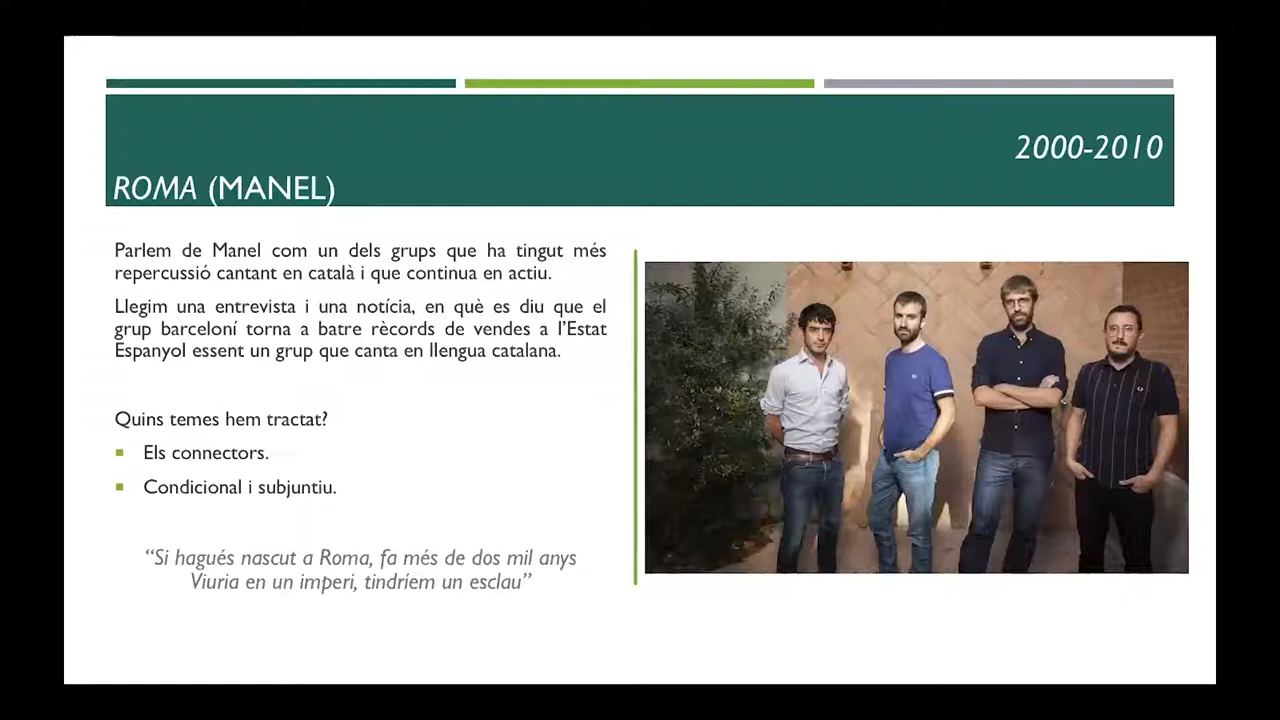 2000-2010
ROMA (MANEL)
Parlem de Manel com un dels grups que ha tingut més
repercussió cantant en català i que continua en actiu.
Llegim una entrevista i una notícia, en què es diu que el
grup barceloní torna a batre rècords de vendes a l’Estat
Espanyol essent un grup que canta en llengua catalana.
Quins temes hem tractat?
Els connectors.
Condicional i subjuntiu.
“Si hagués nascut a Roma, fa més de dos mil anys
Viuria en un imperi, tindríem un esclau”